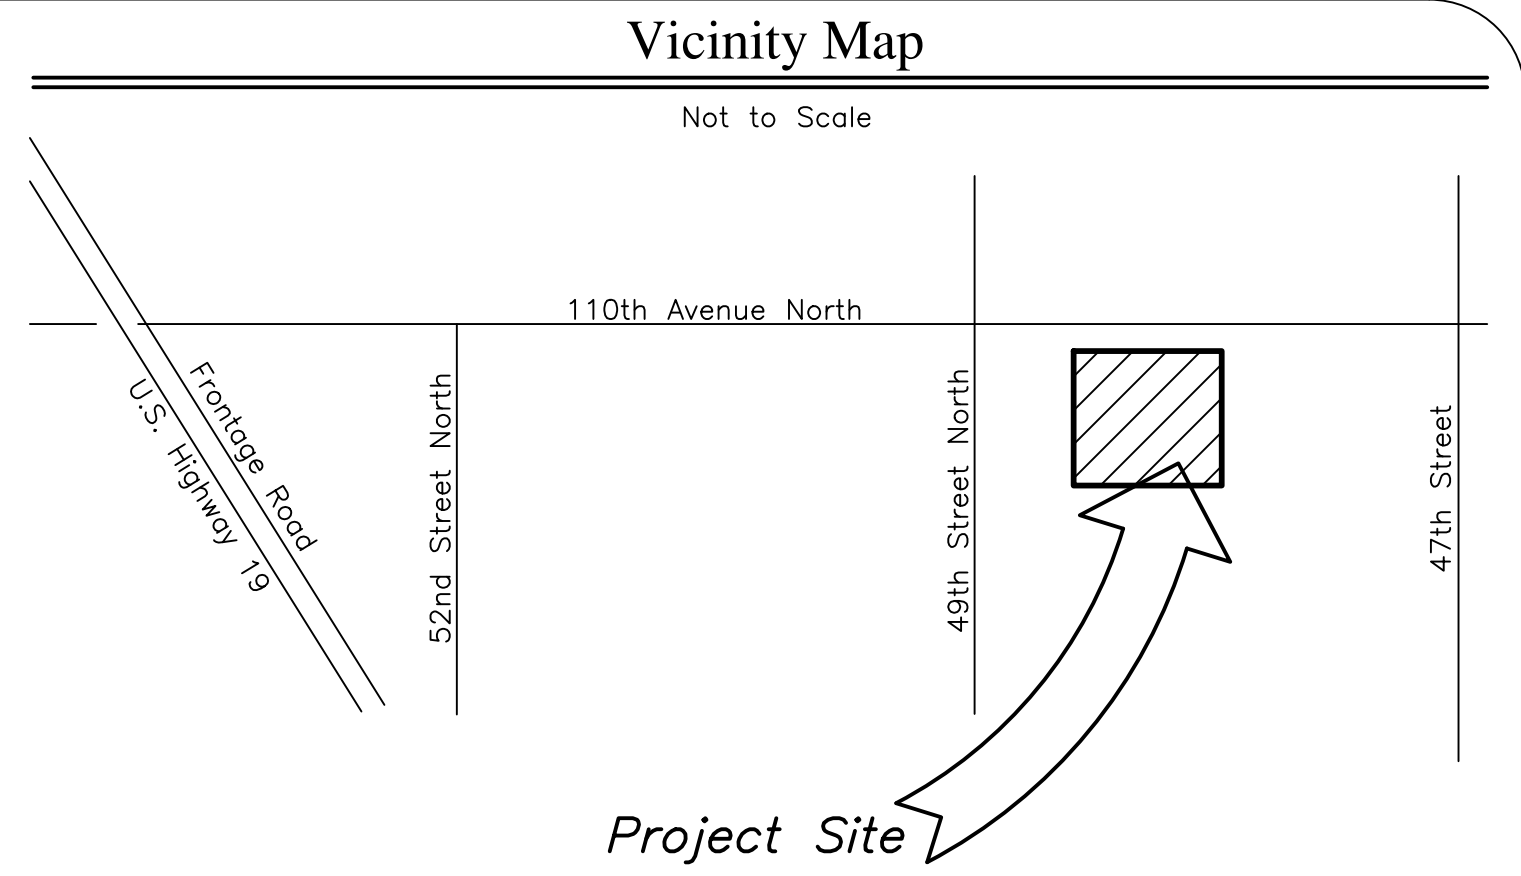 Vicinity Map
Not to Scale
110th Avenue North
Frontage Road
U.S. Highway 19
52nd Street North
49th Street North
47th Street
Project Site